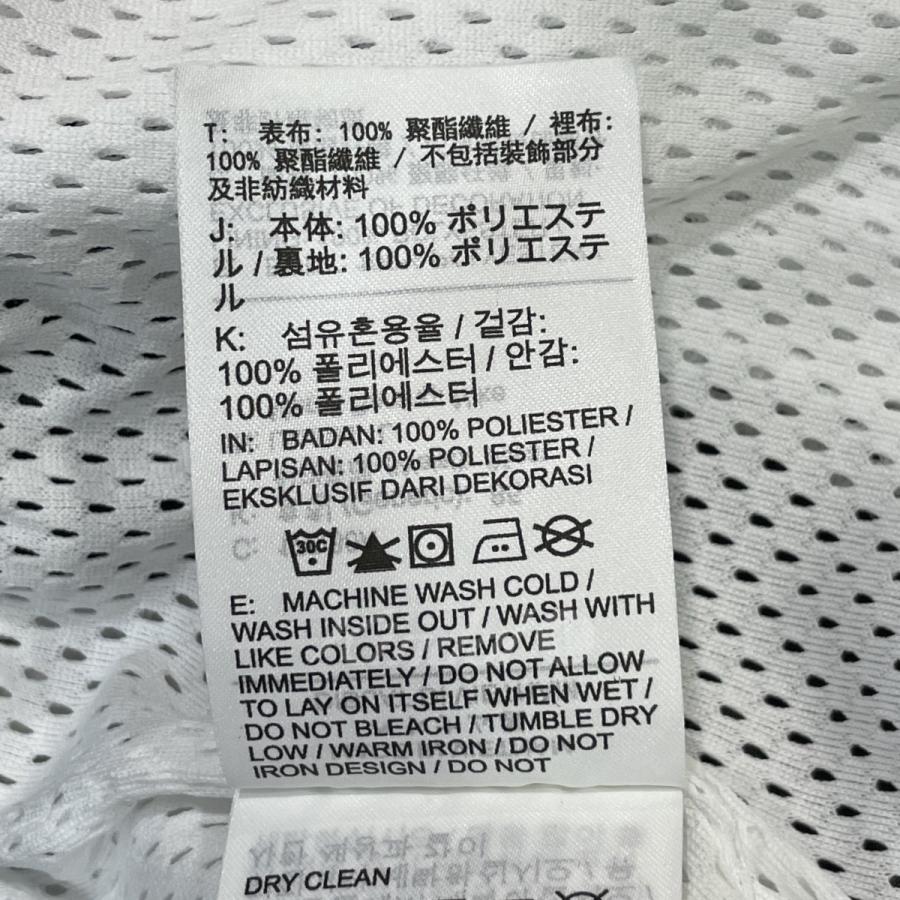 T: 表布: 100% 聚酯纖維 / 裡布:
100% 聚酯纖維 / 不包括裝飾部分
及非紡織材料
J: 本体: 100% ポリエステ
ル / 裏地: 100% ポリエステ
ル
K: 섬유혼용율 / 겉감:
100% 폴리에스터 / 안감:
100% 폴리에스터
IN: BADAN: 100% POLIESTER /
LAPISAN: 100% POLIESTER /
EKSKLUSIF DARI DEKORASI
30C
E: MACHINE WASH COLD /
WASH INSIDE OUT / WASH WITH
LIKE COLORS / REMOVE
IMMEDIATELY / DO NOT ALLOW
TO LAY ON ITSELF WHEN WET /
DO NOT BLEACH / TUMBLE DRY
LOW / WARM IRON / DO NOT
IRON DESIGN / DO NOT
DRY CLEAN